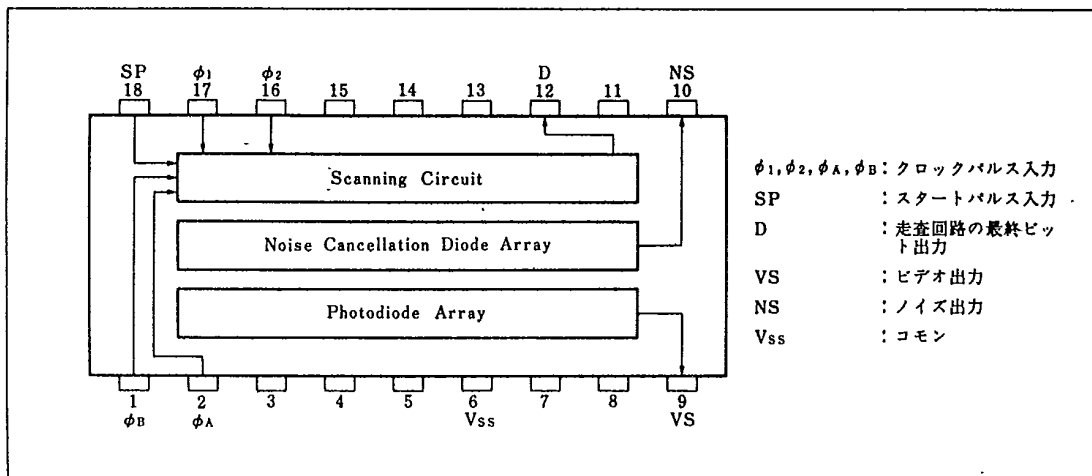 SP φ1 φ2 D NS
18 17 16 15 14 13 12 11 10
Scanning Circuit
Noise Cancellation Diode Array
Photodiode Array
1 2 3 4 5 6 7 8 9
φB φA Vss VS
φ1, φ2, φA, φB : クロックパルス入力
SP : スタートパルス入力
D : 走査回路の最終ビッ
ト出力
VS : ビデオ出力
NS : ノイズ出力
Vss : コモン